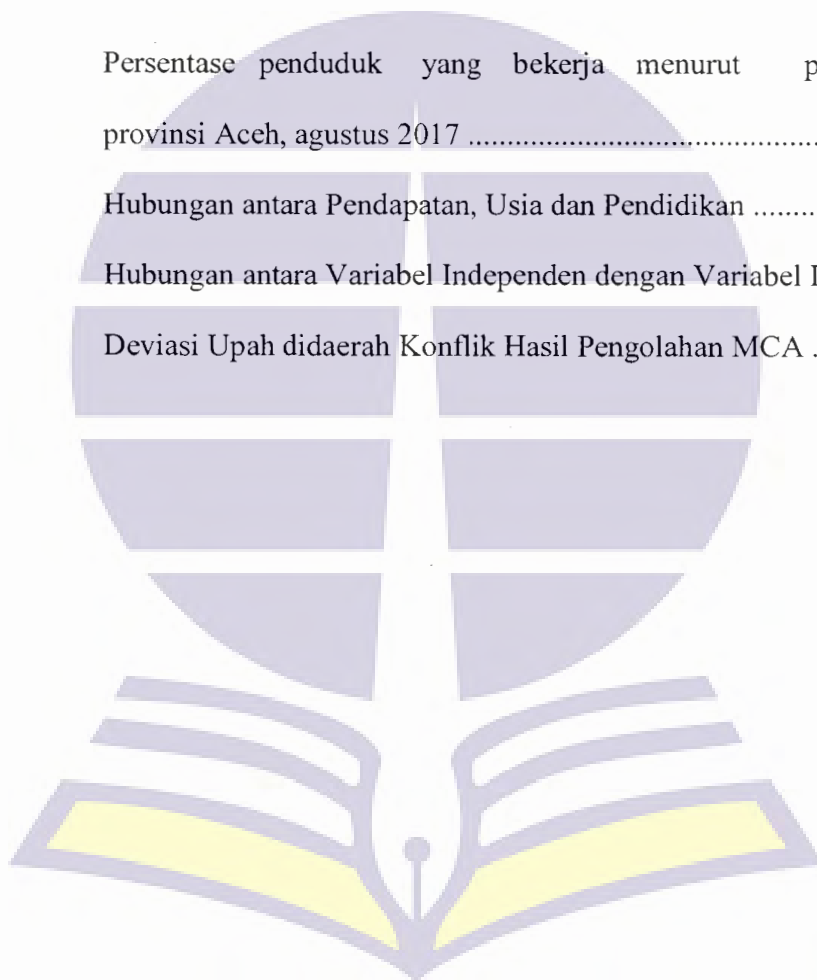 Persentase penduduk yang bekerja menurut
provinsi Aceh, agustus 2017 ...............................................
Hubungan antara Pendapatan, Usia dan Pendidikan ........
Hubungan antara Variabel Independen dengan Variabel
Deviasi Upah didaerah Konflik Hasil Pengolahan MCA .